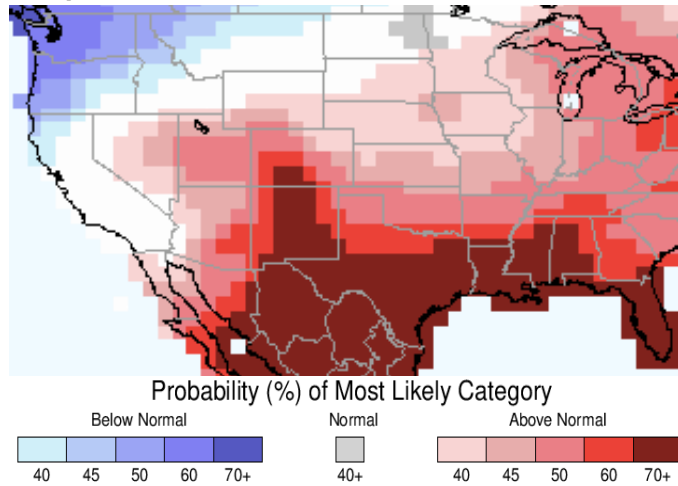 Probability (%) of Most Likely Category
Below Normal Normal Above Normal
40 45 50 60 70+ 40+ 40 45 50 60 70+